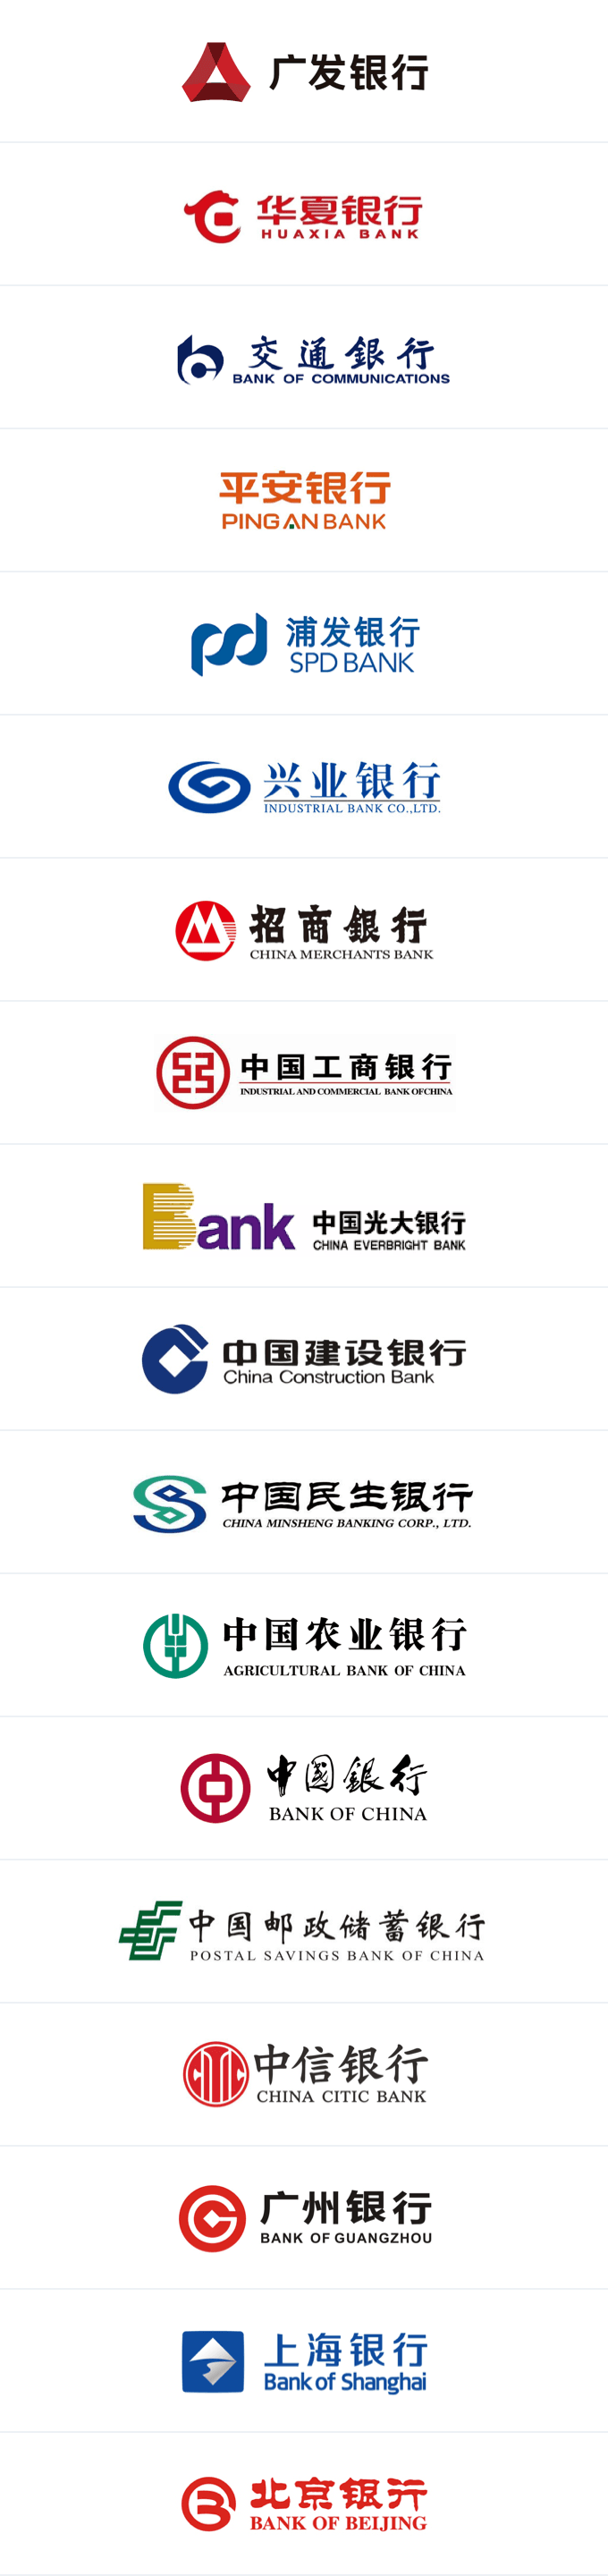 广发银行
华夏银行
HUAXIA BANK
交通銀行
BANK OF COMMUNICATIONS
平安银行
PING AN BANK
浦发银行
SPD BANK
兴业银行
INDUSTRIAL BANK CO.,LTD.
招商銀行
CHINA MERCHANTS BANK
中国工商银行
INDUSTRIAL AND COMMERCIAL BANK OF CHINA
Bank
中国光大银行
CHINA EVERBRIGHT BANK
中国建设银行
China Construction Bank
中国民生银行
CHINA MINSHENG BANKING CORP., LTD.
中国农业银行
AGRICULTURAL BANK OF CHINA
中國銀行
BANK OF CHINA
中国邮政储蓄银行
POSTAL SAVINGS BANK OF CHINA
中信银行
CHINA CITIC BANK
广州银行
BANK OF GUANGZHOU
上海银行
Bank of Shanghai
北京银行
BANK OF BEIJING